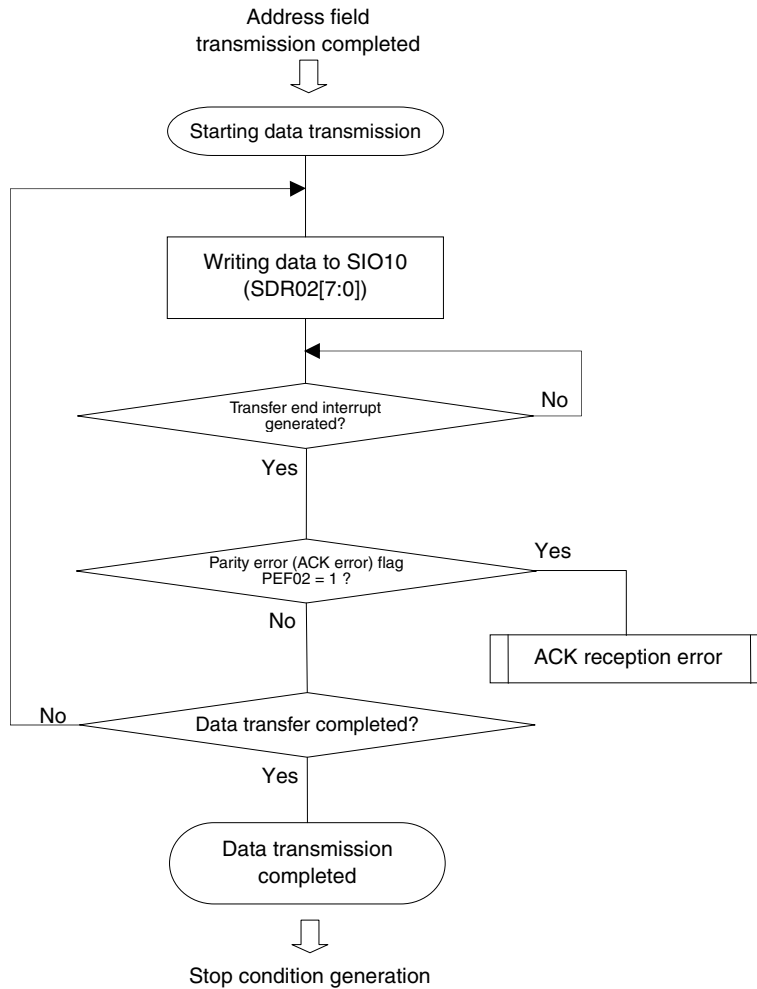 Address field
transmission completed
Starting data transmission
Writing data to SIO10
(SDR02[7:0])
Transfer end interrupt
generated?
No
Yes
Parity error (ACK error) flag
PEF02 = 1 ?
Yes
No
ACK reception error
No
Data transfer completed?
Yes
Data transmission
completed
Stop condition generation